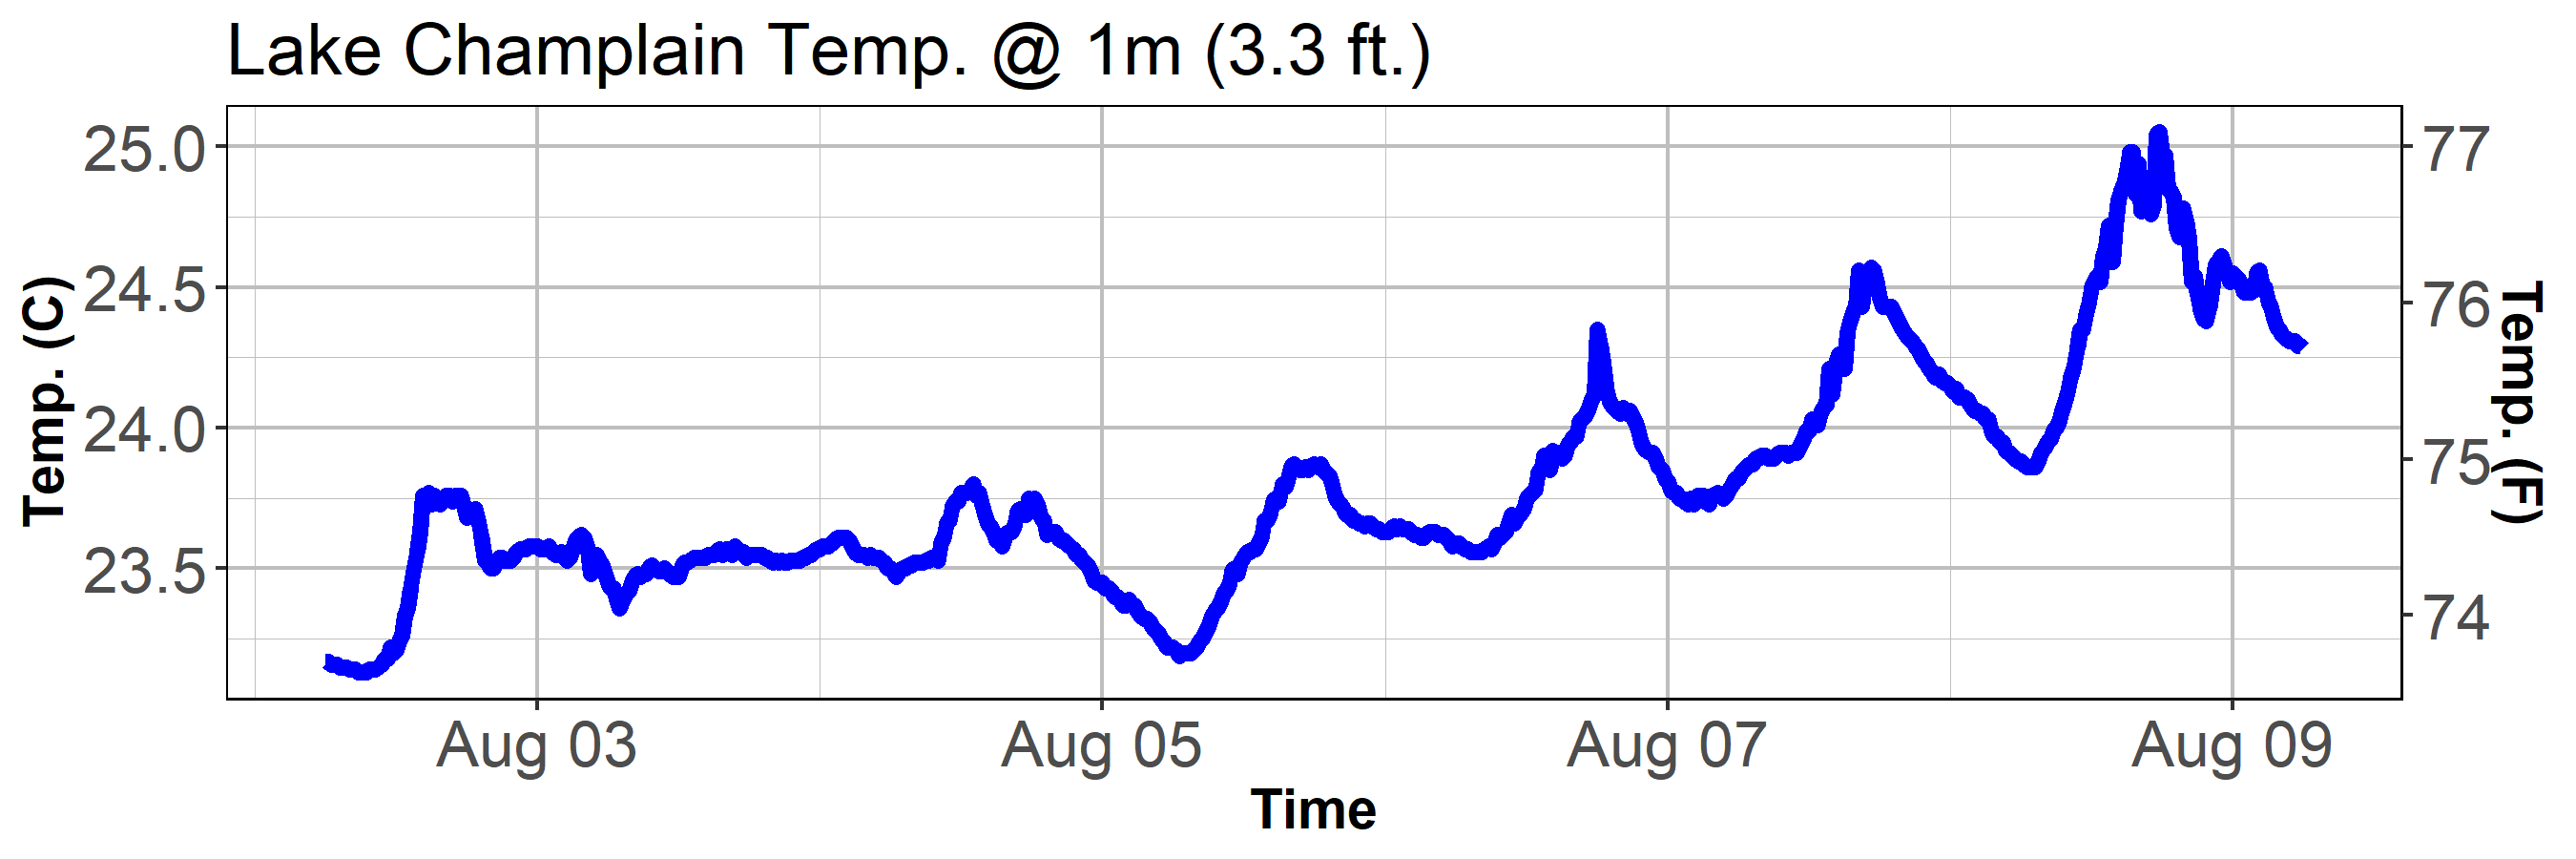 Lake Champlain Temp. @ 1m (3.3 ft.)
Temp. (C)
25.0
24.5
24.0
23.5
77
76
75
74
Temp. (F)
Aug 03
Aug 05
Aug 07
Aug 09
Time